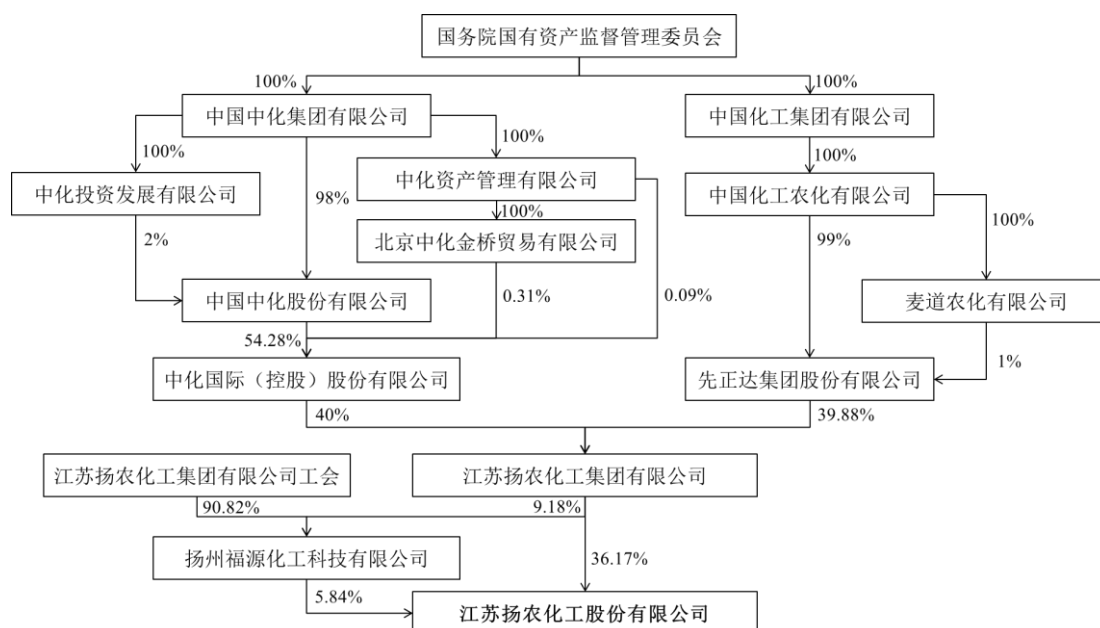 国务院国有资产监督管理委员会
100%
100%
中国中化集团有限公司
中国化工集团有限公司
100%
100%
100%
中化投资发展有限公司
中化资产管理有限公司
中国化工农化有限公司
98%
100%
100%
2%
北京中化金桥贸易有限公司
99%
中国中化股份有限公司
0.31%
0.09%
麦道农化有限公司
54.28%
中化国际（控股）股份有限公司
先正达集团股份有限公司
1%
40%
39.88%
江苏扬农化工集团有限公司工会
江苏扬农化工集团有限公司
90.82%
9.18%
扬州福源化工科技有限公司
36.17%
5.84%
江苏扬农化工股份有限公司